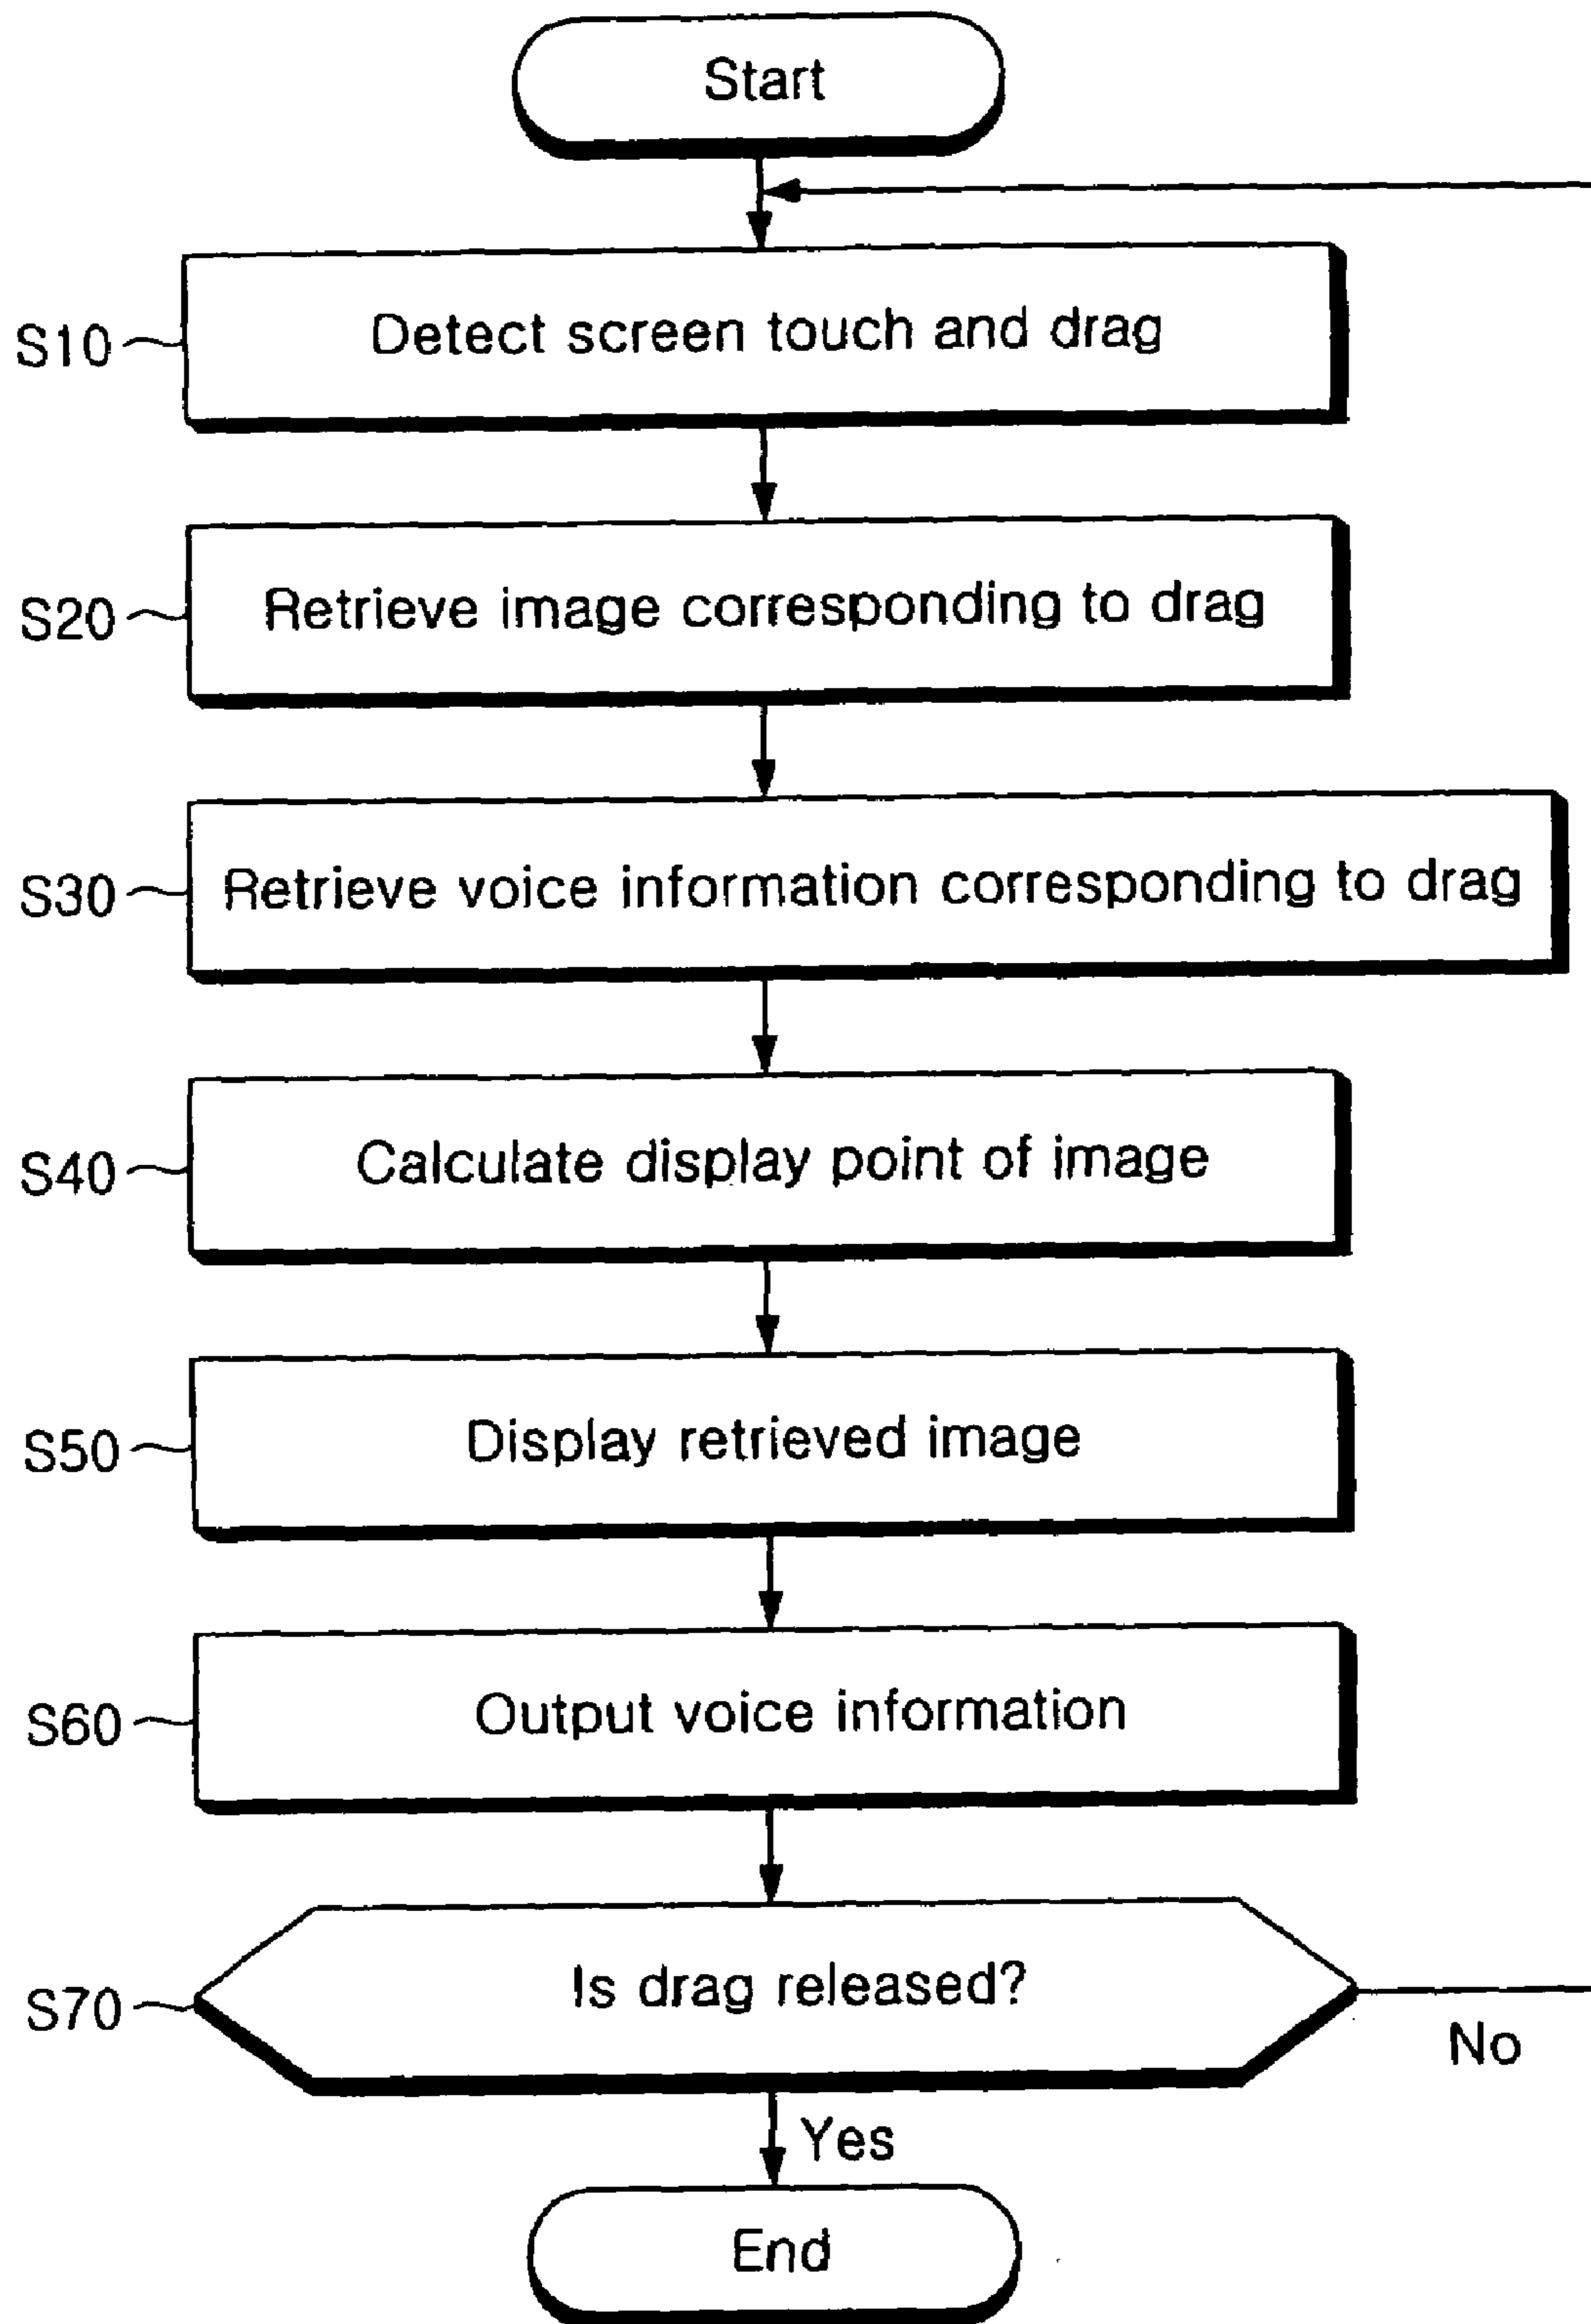 Start
S10 Detect screen touch and drag
S20 Retrieve image corresponding to drag
S30 Retrieve voice information corresponding to drag
S40 Calculate display point of image
S50 Display retrieved image
S60 Output voice information
S70 Is drag released?
No
Yes
End